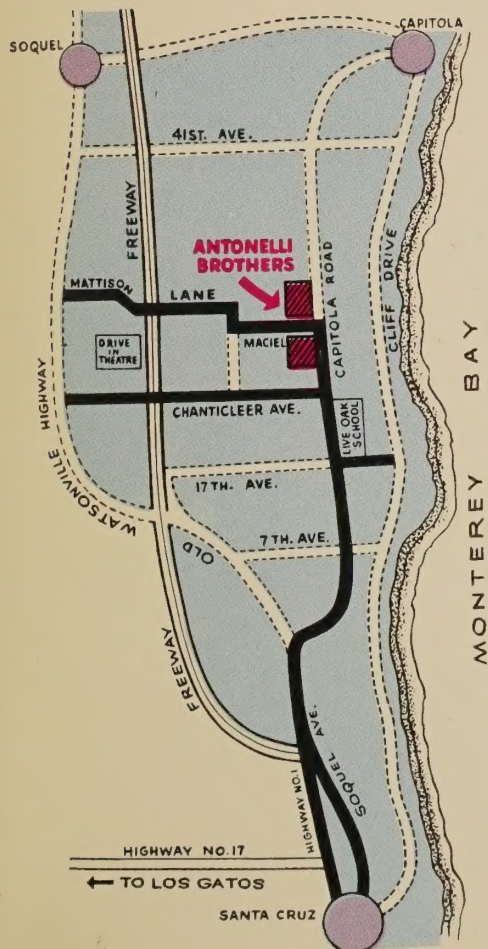 CAPITOLA
SOQUEL
41ST. AVE.
FREEWAY
ANTONELLI
BROTHERS
MATTISON
LANE
CAPITOLA ROAD
CLIFF DRIVE
DRIVE
IN
THEATRE
MACIEL
MONTEREY BAY
CHANTICLEER AVE.
LIVE OAK
SCHOOL
OLD WATSONVILLE HIGHWAY
17TH. AVE.
7TH. AVE.
FREEWAY
SOQUEL AVE.
HIGHWAY NO.1
HIGHWAY NO.17
← TO LOS GATOS
SANTA CRUZ